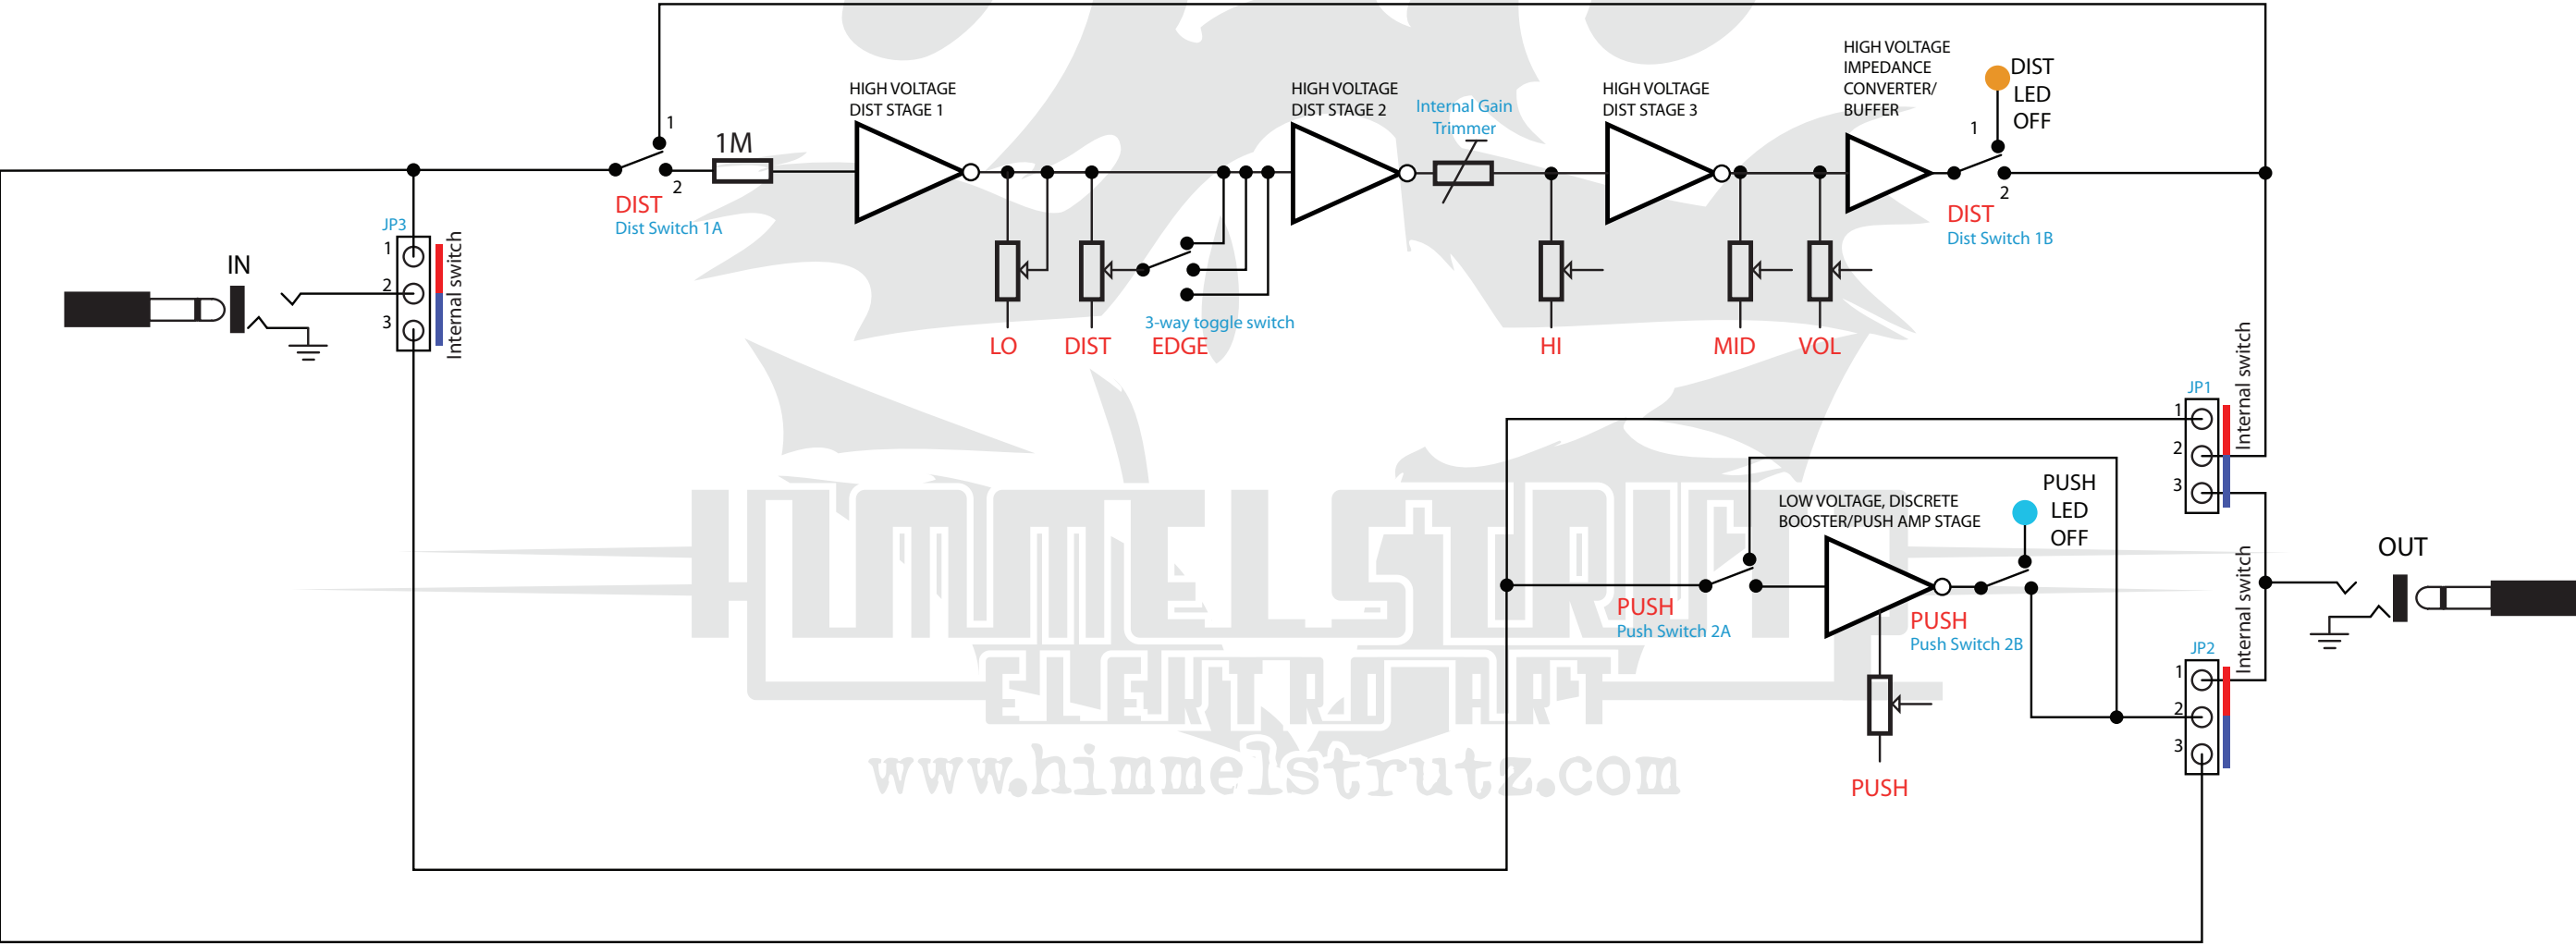 HIGH VOLTAGE
DIST STAGE 1
HIGH VOLTAGE
DIST STAGE 2
Internal Gain
Trimmer
HIGH VOLTAGE
DIST STAGE 3
HIGH VOLTAGE
IMPEDANCE
CONVERTER/
BUFFER
DIST
LED
OFF
1
2
1M
DIST
Dist Switch 1A
1
2
DIST
Dist Switch 1B
JP3
1
2
3
Internal switch
IN
3-way toggle switch
LO
DIST
EDGE
HI
MID
VOL
JP1
1
2
3
Internal switch
LOW VOLTAGE, DISCRETE
BOOSTER/PUSH AMP STAGE
PUSH
LED
OFF
PUSH
Push Switch 2A
PUSH
Push Switch 2B
PUSH
JP2
1
2
3
Internal switch
OUT
HIMMELSTRUTZ
ELEKTRO ART
www.himmelstrutz.com